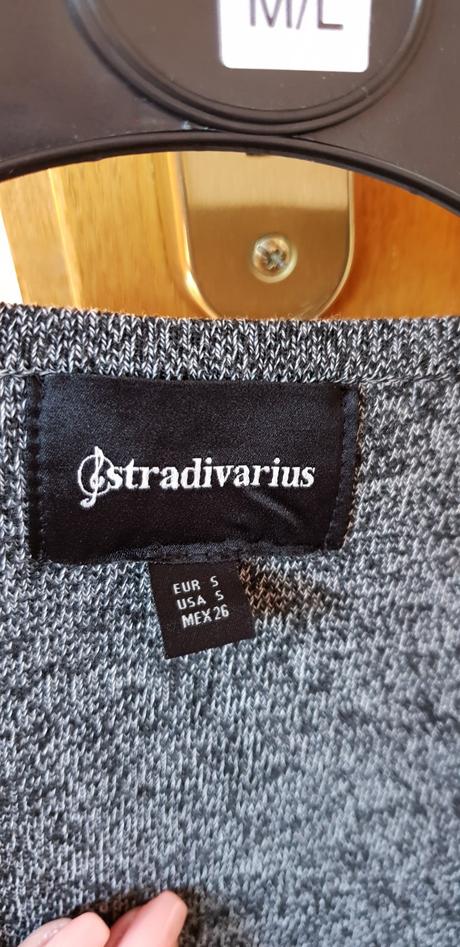 M/L
stradivarius
EUR S
USA S
MEX 26